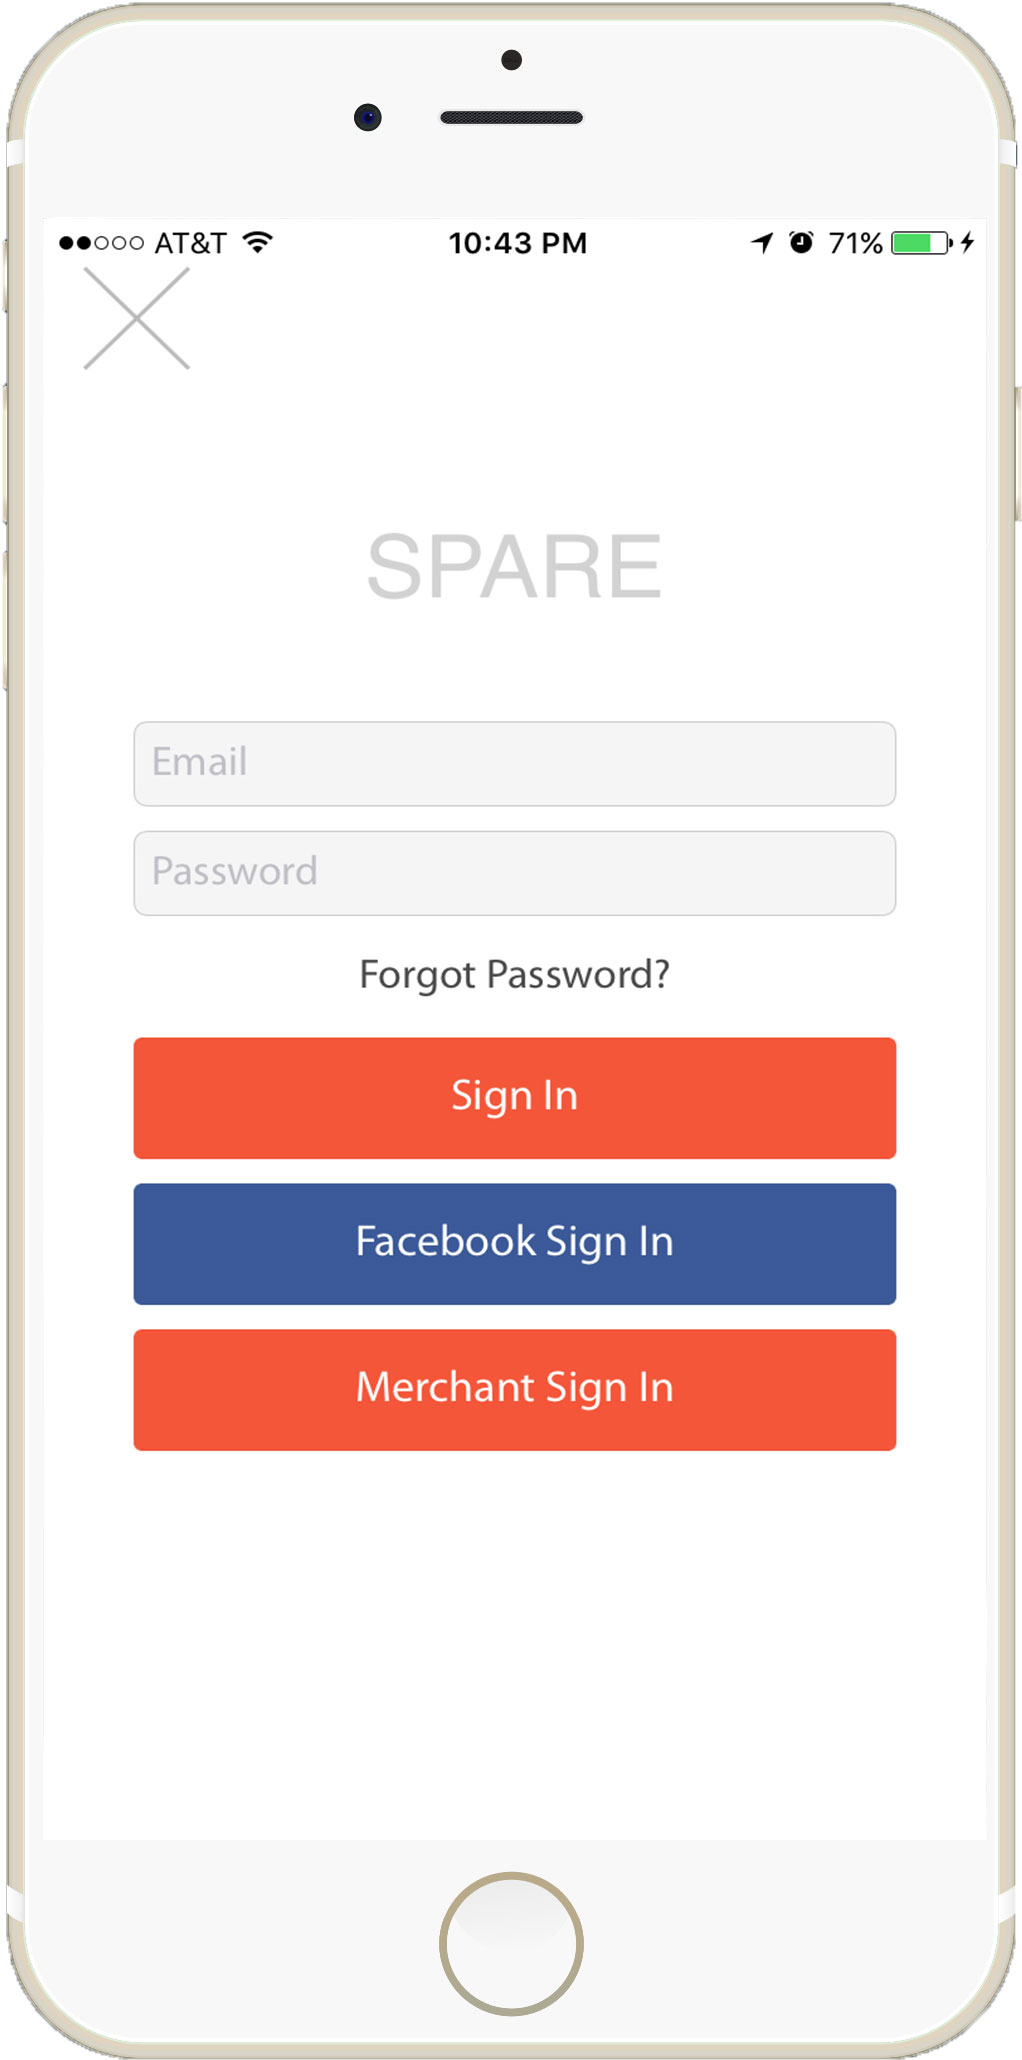 AT&T 10:43 PM 71%
SPARE
Email
Password
Forgot Password?
Sign In
Facebook Sign In
Merchant Sign In